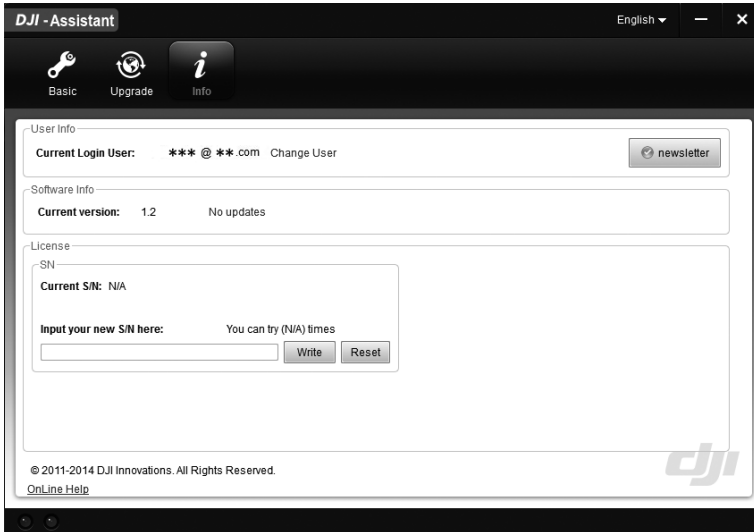 DJI - Assistant English
Basic Upgrade Info
User Info
Current Login User: *** @ **.com Change User newsletter
Software Info
Current version: 1.2 No updates
License
SN
Current S/N: N/A
Input your new S/N here: You can try (N/A) times
Write Reset
© 2011-2014 DJI Innovations. All Rights Reserved.
dji
OnLine Help